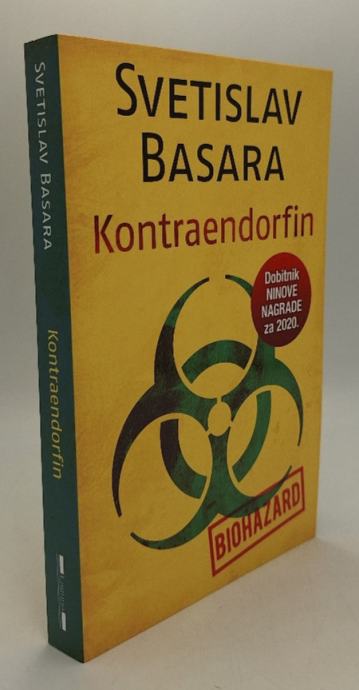 SVETISLAV
BASARA
Kontraendorfin
Dobitnik
NINOVE
NAGRADE
za 2020.
BIOHAZARD
SVETISLAV BASARA
Kontraendorfin